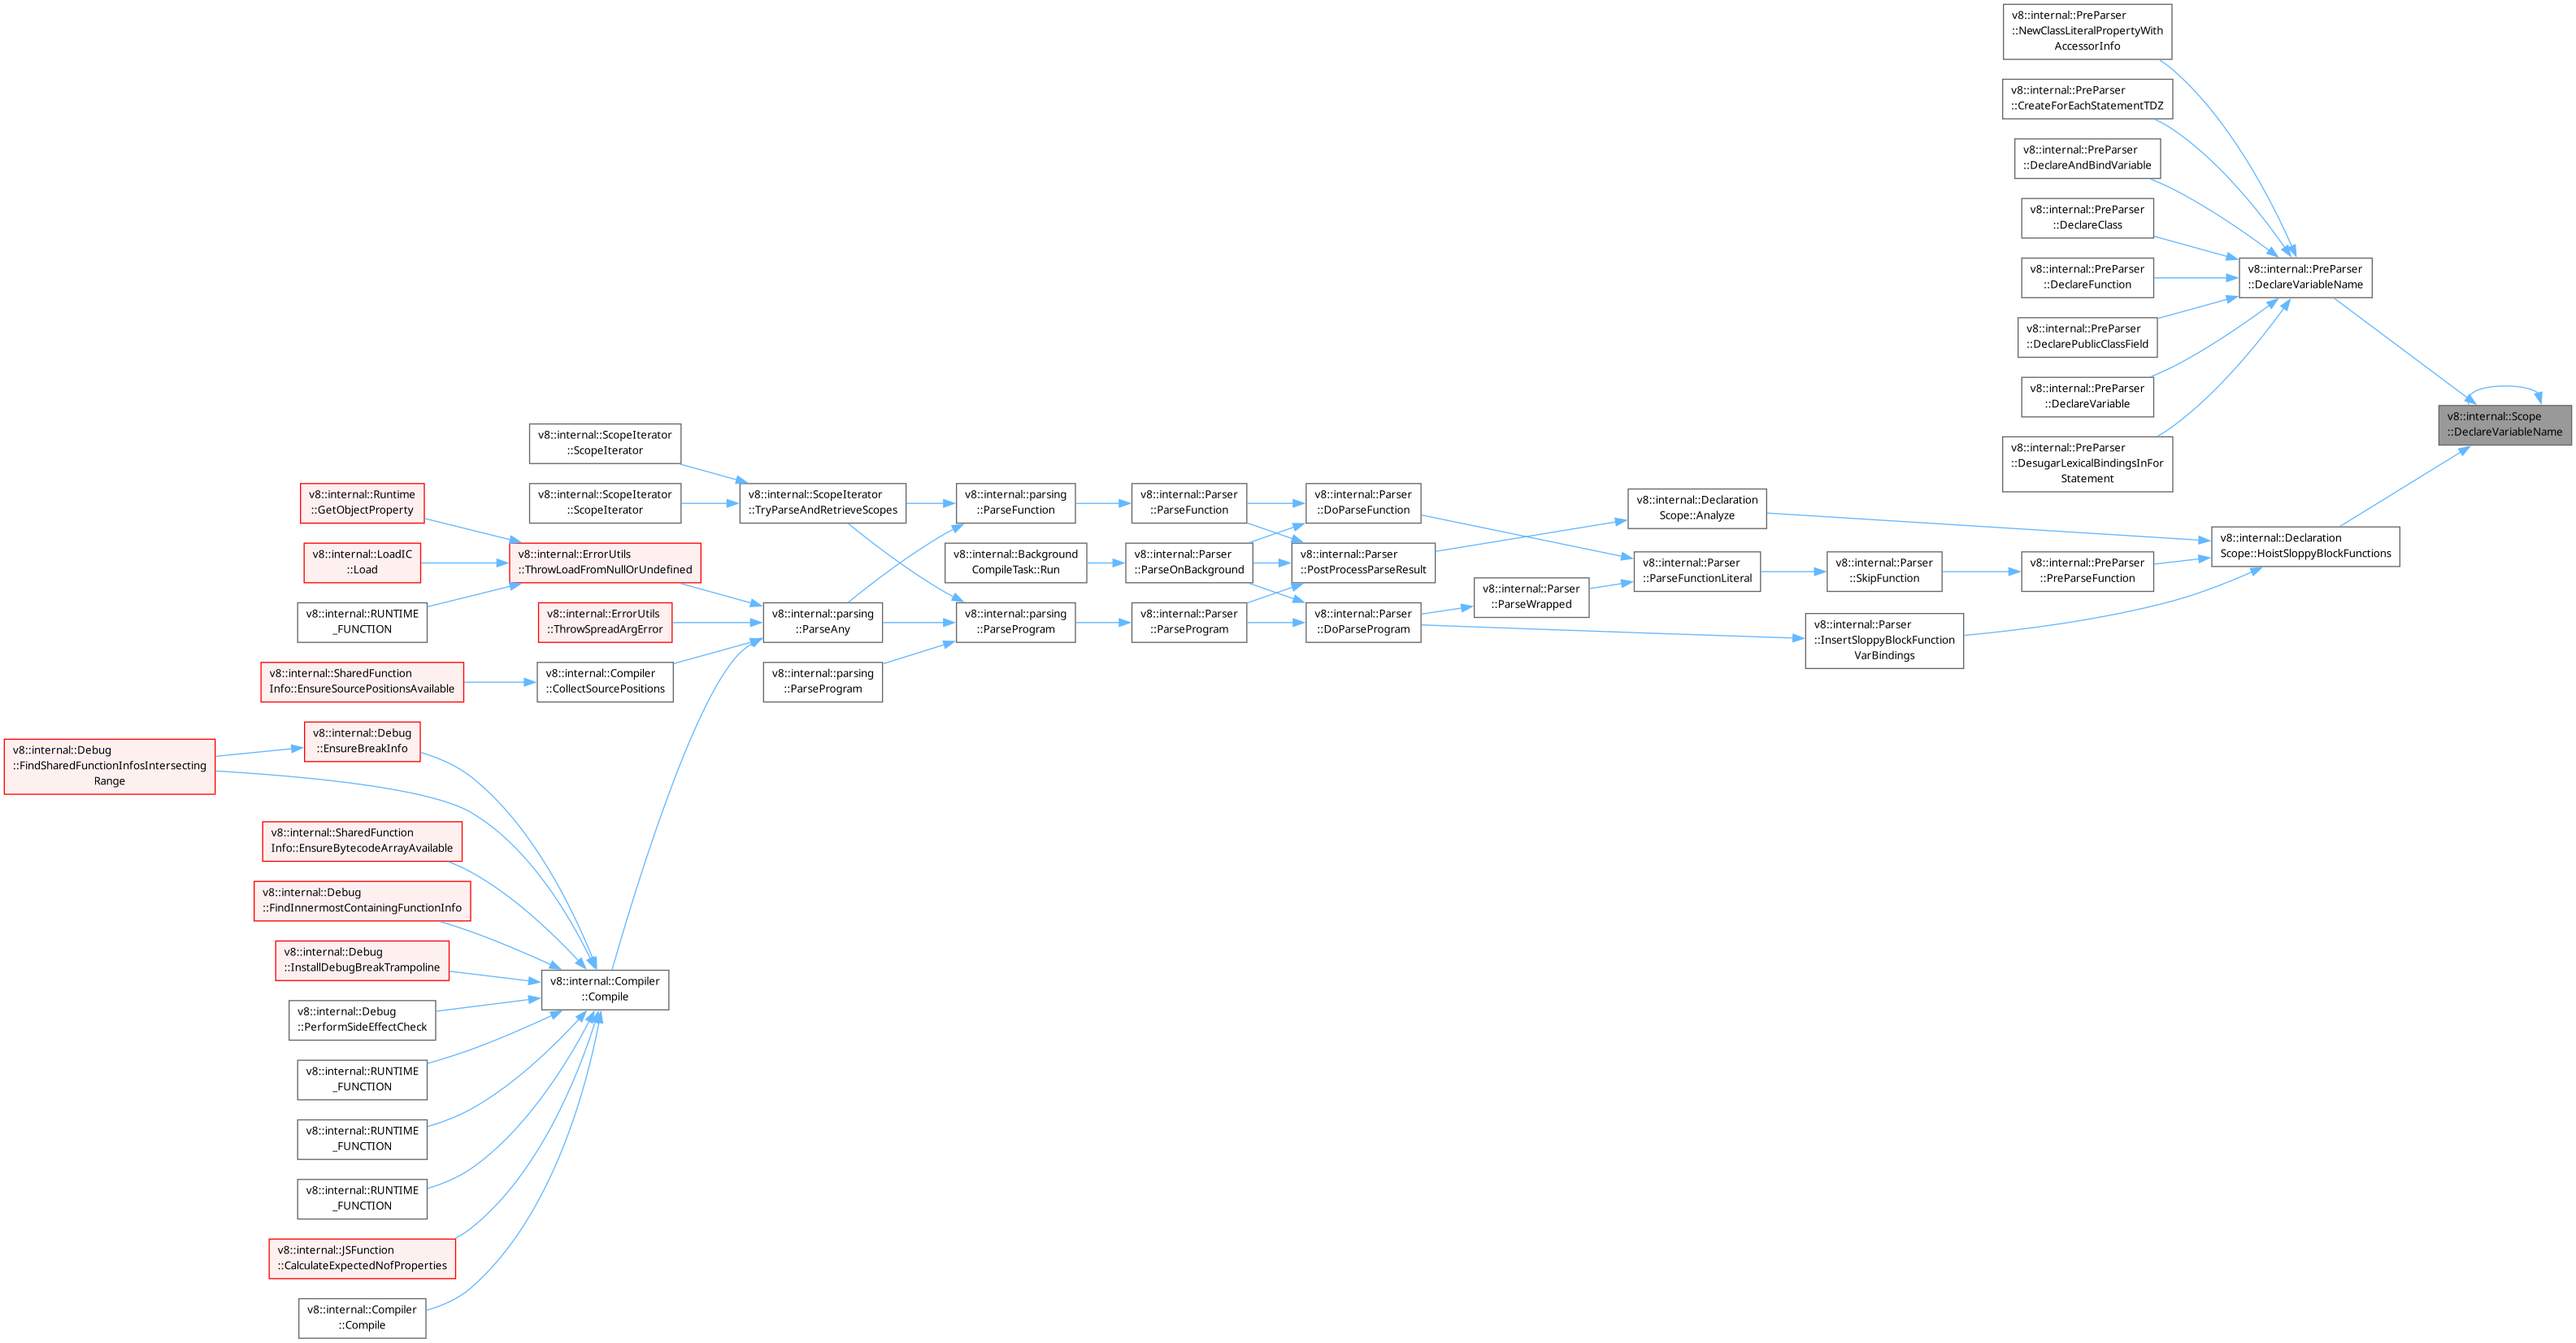 v8::internal::PreParser
::NewClassLiteralPropertyWith
AccessorInfo
v8::internal::PreParser
::CreateForEachStatementTDZ
v8::internal::PreParser
::DeclareAndBindVariable
v8::internal::PreParser
::DeclareClass
v8::internal::PreParser
::DeclareFunction
v8::internal::PreParser
::DeclarePublicClassField
v8::internal::PreParser
::DeclareVariable
v8::internal::PreParser
::DesugarLexicalBindingsInFor
Statement
v8::internal::PreParser
::DeclareVariableName
v8::internal::Scope
::DeclareVariableName
v8::internal::Declaration
Scope::HoistSloppyBlockFunctions
v8::internal::PreParser
::PreParseFunction
v8::internal::Parser
::SkipFunction
v8::internal::Parser
::InsertSloppyBlockFunction
VarBindings
v8::internal::Declaration
Scope::Analyze
v8::internal::Parser
::ParseFunctionLiteral
v8::internal::Parser
::ParseWrapped
v8::internal::Parser
::DoParseFunction
v8::internal::Parser
::PostProcessParseResult
v8::internal::Parser
::DoParseProgram
v8::internal::Parser
::ParseFunction
v8::internal::Parser
::ParseOnBackground
v8::internal::Parser
::ParseProgram
v8::internal::parsing
::ParseFunction
v8::internal::Background
CompileTask::Run
v8::internal::parsing
::ParseProgram
v8::internal::ScopeIterator
::TryParseAndRetrieveScopes
v8::internal::parsing
::ParseAny
v8::internal::parsing
::ParseProgram
v8::internal::ScopeIterator
::ScopeIterator
v8::internal::ScopeIterator
::ScopeIterator
v8::internal::ErrorUtils
::ThrowLoadFromNullOrUndefined
v8::internal::ErrorUtils
::ThrowSpreadArgError
v8::internal::Compiler
::CollectSourcePositions
v8::internal::Compiler
::Compile
v8::internal::Runtime
::GetObjectProperty
v8::internal::LoadIC
::Load
v8::internal::RUNTIME
_FUNCTION
v8::internal::SharedFunction
Info::EnsureSourcePositionsAvailable
v8::internal::Debug
::EnsureBreakInfo
v8::internal::Debug
::FindSharedFunctionInfosIntersecting
Range
v8::internal::SharedFunction
Info::EnsureBytecodeArrayAvailable
v8::internal::Debug
::FindInnermostContainingFunctionInfo
v8::internal::Debug
::InstallDebugBreakTrampoline
v8::internal::Debug
::PerformSideEffectCheck
v8::internal::RUNTIME
_FUNCTION
v8::internal::RUNTIME
_FUNCTION
v8::internal::RUNTIME
_FUNCTION
v8::internal::JSFunction
::CalculateExpectedNofProperties
v8::internal::Compiler
::Compile